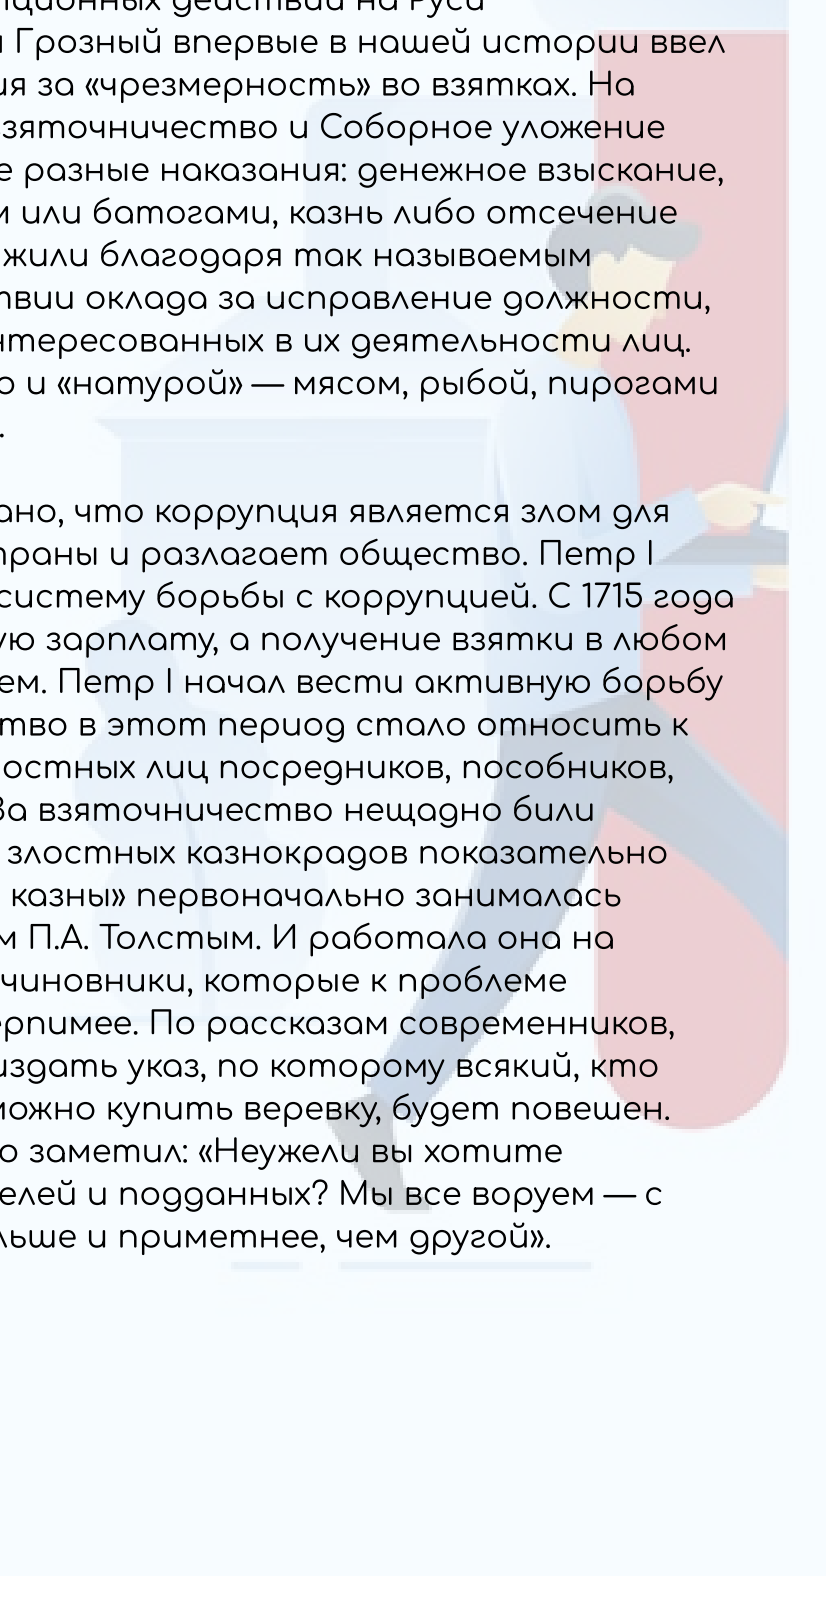 ционных действий на Руси
Грозный впервые в нашей истории ввел
ия за «чрезмерность» во взятках. На
зяточничество и Соборное уложение
е разные наказания: денежное взыскание,
м или батогами, казнь либо отсечение
жили благодаря так называемым
твии оклада за исправление должности,
нтересованных в их деятельности лиц.
о и «натурой» — мясом, рыбой, пирогами
.
ано, что коррупция является злом для
траны и разлагает общество. Петр I
систему борьбы с коррупцией. С 1715 года
ую зарплату, а получение взятки в любом
ем. Петр I начал вести активную борьбу
тво в этот период стало относить к
остных лиц посредников, пособников,
За взяточничество нещадно били
злостных казнокрадов показательно
казны» первоначально занималась
м П.А. Толстым. И работала она на
чиновники, которые к проблеме
ерпимее. По рассказам современников,
издать указ, по которому всякий, кто
можно купить веревку, будет повешен.
о заметил: «Неужели вы хотите
елей и подданных? Мы все воруем — с
льше и приметнее, чем другой».